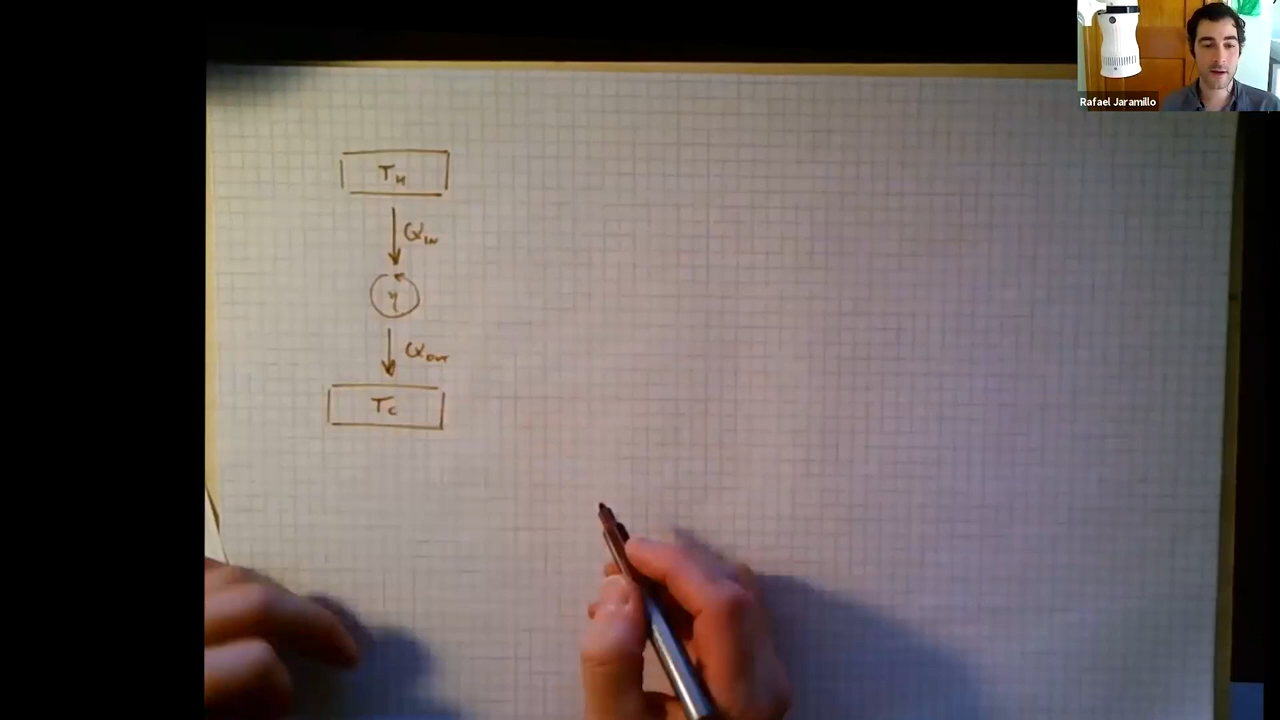 Rafael Jaramillo
T_H
Q_IN
η
Q_OUT
T_C